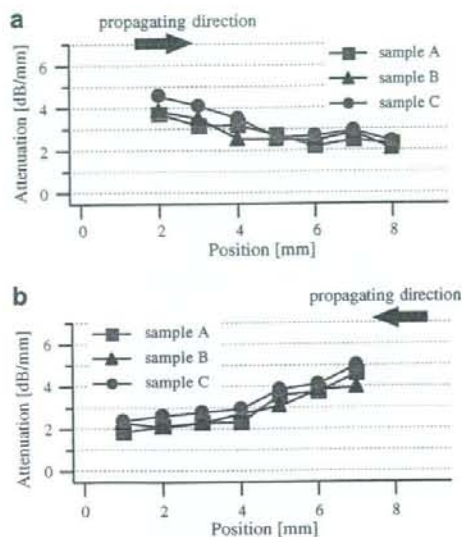 a
propagating direction
Attenuation [dB/mm]
6
4
2
0
sample A
sample B
sample C
0 2 4 6 8
Position [mm]
b
propagating direction
Attenuation [dB/mm]
6
4
2
0
sample A
sample B
sample C
0 2 4 6 8
Position [mm]